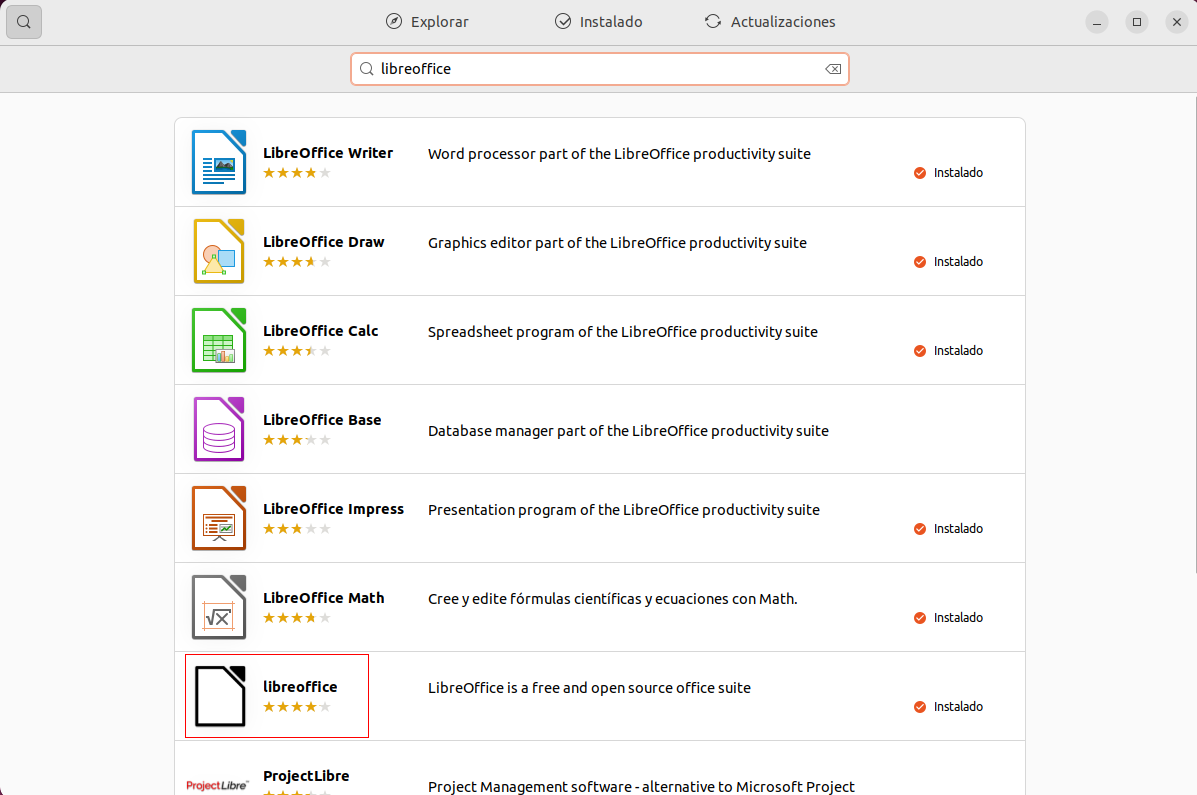 Explorar
Instalado
Actualizaciones
libreoffice
LibreOffice Writer
Word processor part of the LibreOffice productivity suite
Instalado
LibreOffice Draw
Graphics editor part of the LibreOffice productivity suite
Instalado
LibreOffice Calc
Spreadsheet program of the LibreOffice productivity suite
Instalado
LibreOffice Base
Database manager part of the LibreOffice productivity suite
LibreOffice Impress
Presentation program of the LibreOffice productivity suite
Instalado
LibreOffice Math
Cree y edite fórmulas científicas y ecuaciones con Math.
Instalado
libreoffice
LibreOffice is a free and open source office suite
Instalado
ProjectLibre
ProjectLibre
Project Management software - alternative to Microsoft Project